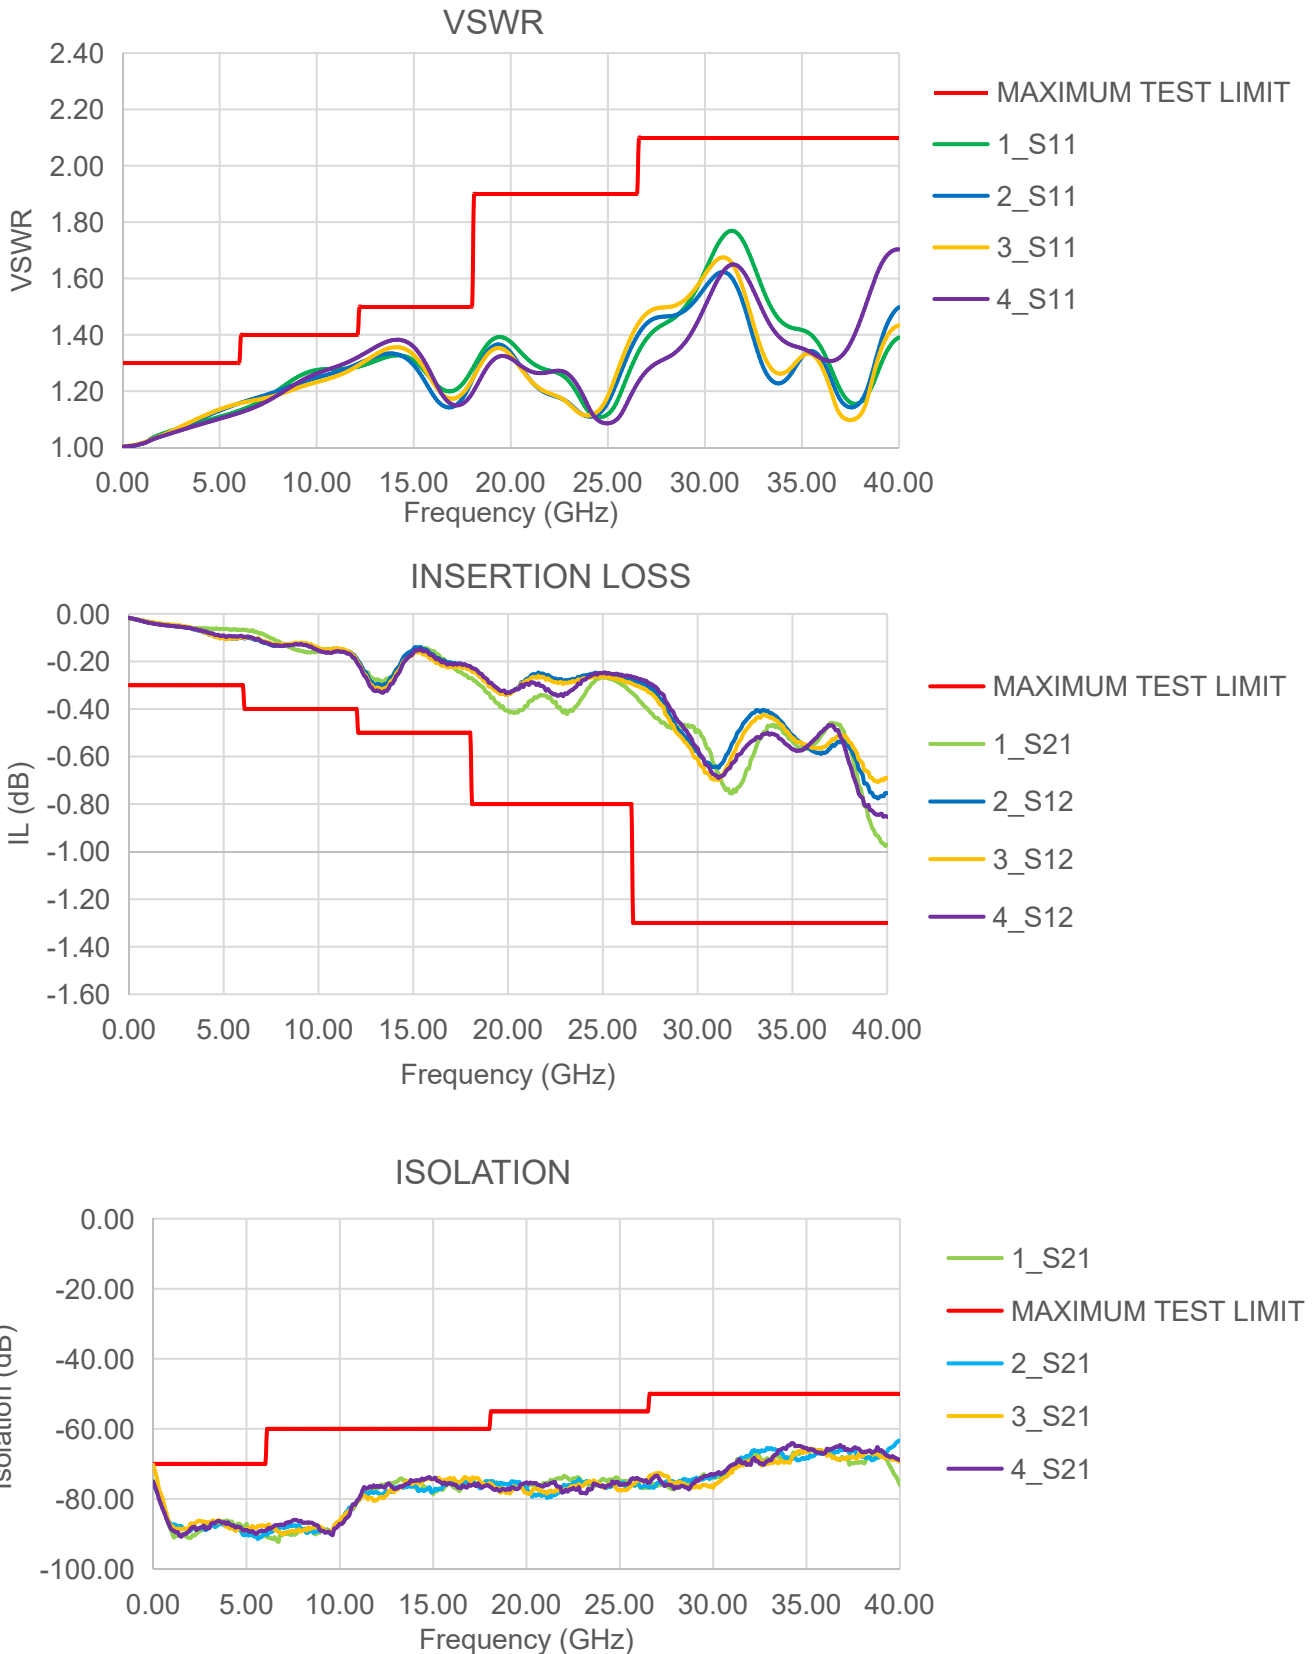 VSWR
2.40
2.20
2.00
1.80
1.60
1.40
1.20
1.00
VSWR
0.00 5.00 10.00 15.00 20.00 25.00 30.00 35.00 40.00
Frequency (GHz)
MAXIMUM TEST LIMIT
1_S11
2_S11
3_S11
4_S11
INSERTION LOSS
0.00
-0.20
-0.40
-0.60
-0.80
-1.00
-1.20
-1.40
-1.60
IL (dB)
0.00 5.00 10.00 15.00 20.00 25.00 30.00 35.00 40.00
Frequency (GHz)
MAXIMUM TEST LIMIT
1_S21
2_S12
3_S12
4_S12
ISOLATION
0.00
-20.00
-40.00
-60.00
-80.00
-100.00
Isolation (dB)
0.00 5.00 10.00 15.00 20.00 25.00 30.00 35.00 40.00
Frequency (GHz)
1_S21
MAXIMUM TEST LIMIT
2_S21
3_S21
4_S21